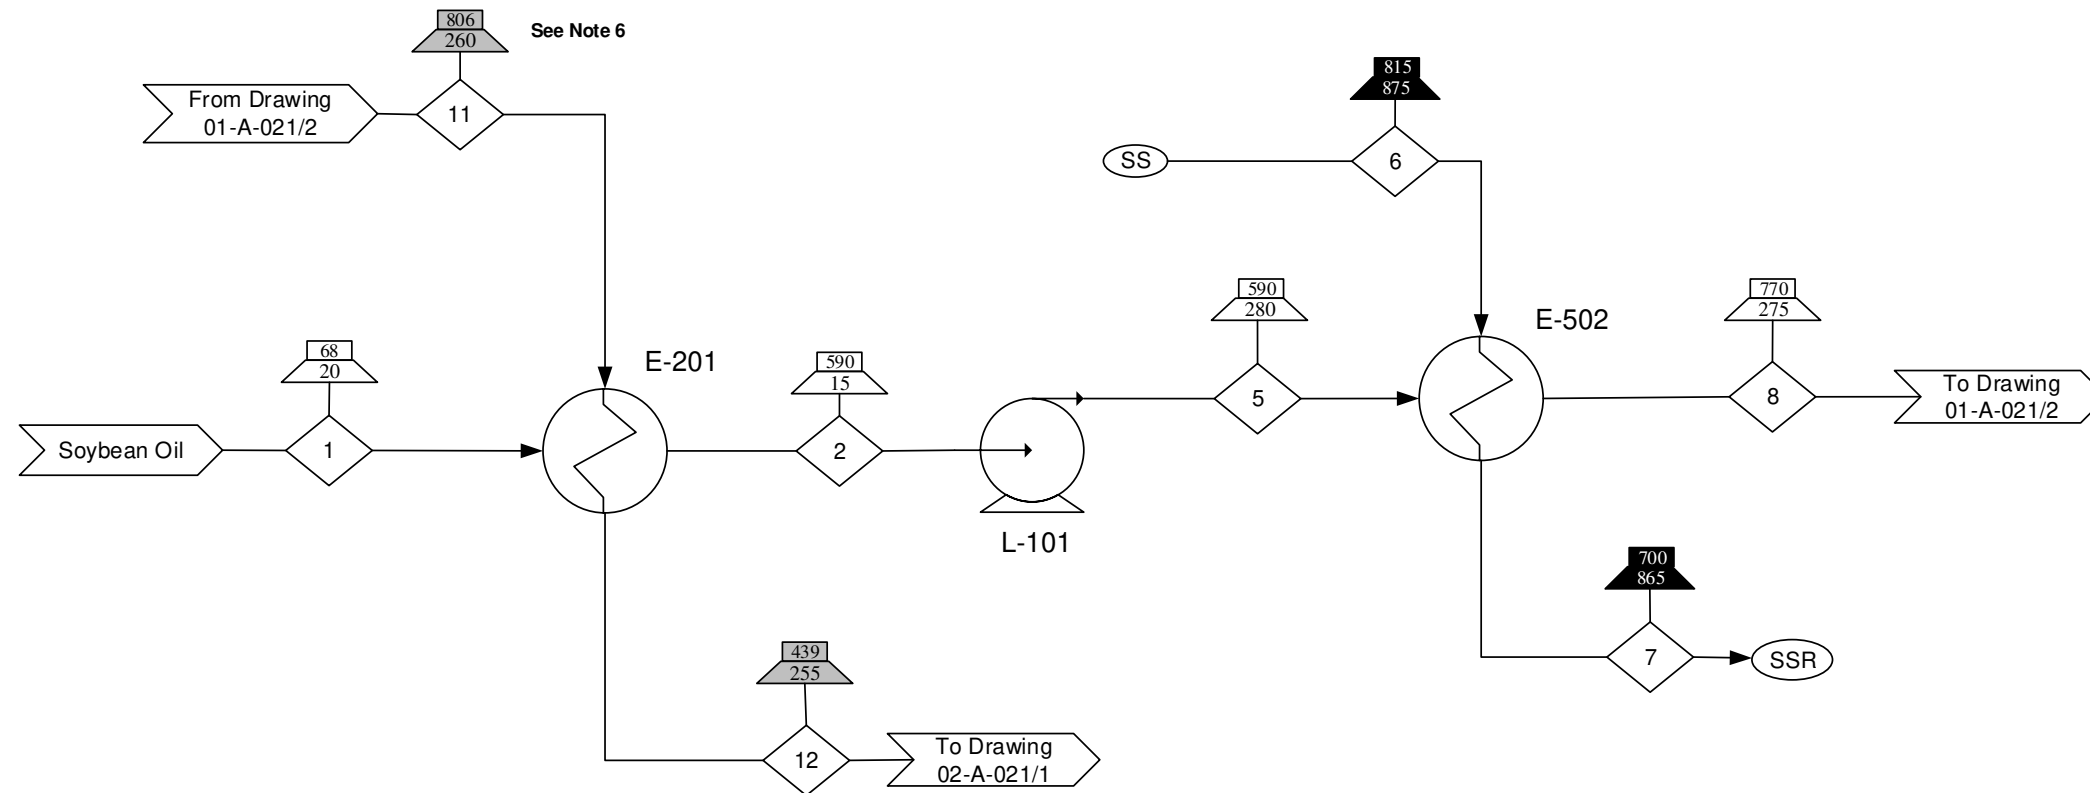 806
260
See Note 6
From Drawing
01-A-021/2
11
815
875
SS
6
590
280
E-502
770
275
68
20
E-201
590
15
5
8
To Drawing
01-A-021/2
Soybean Oil
1
2
L-101
700
865
7
SSR
439
255
12
To Drawing
02-A-021/1